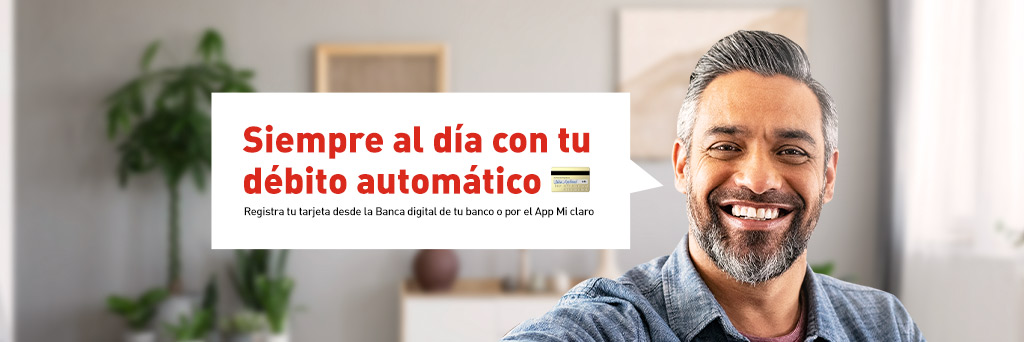 Siempre al día con tu
débito automático
Registra tu tarjeta desde la Banca digital de tu banco o por el App Mi claro